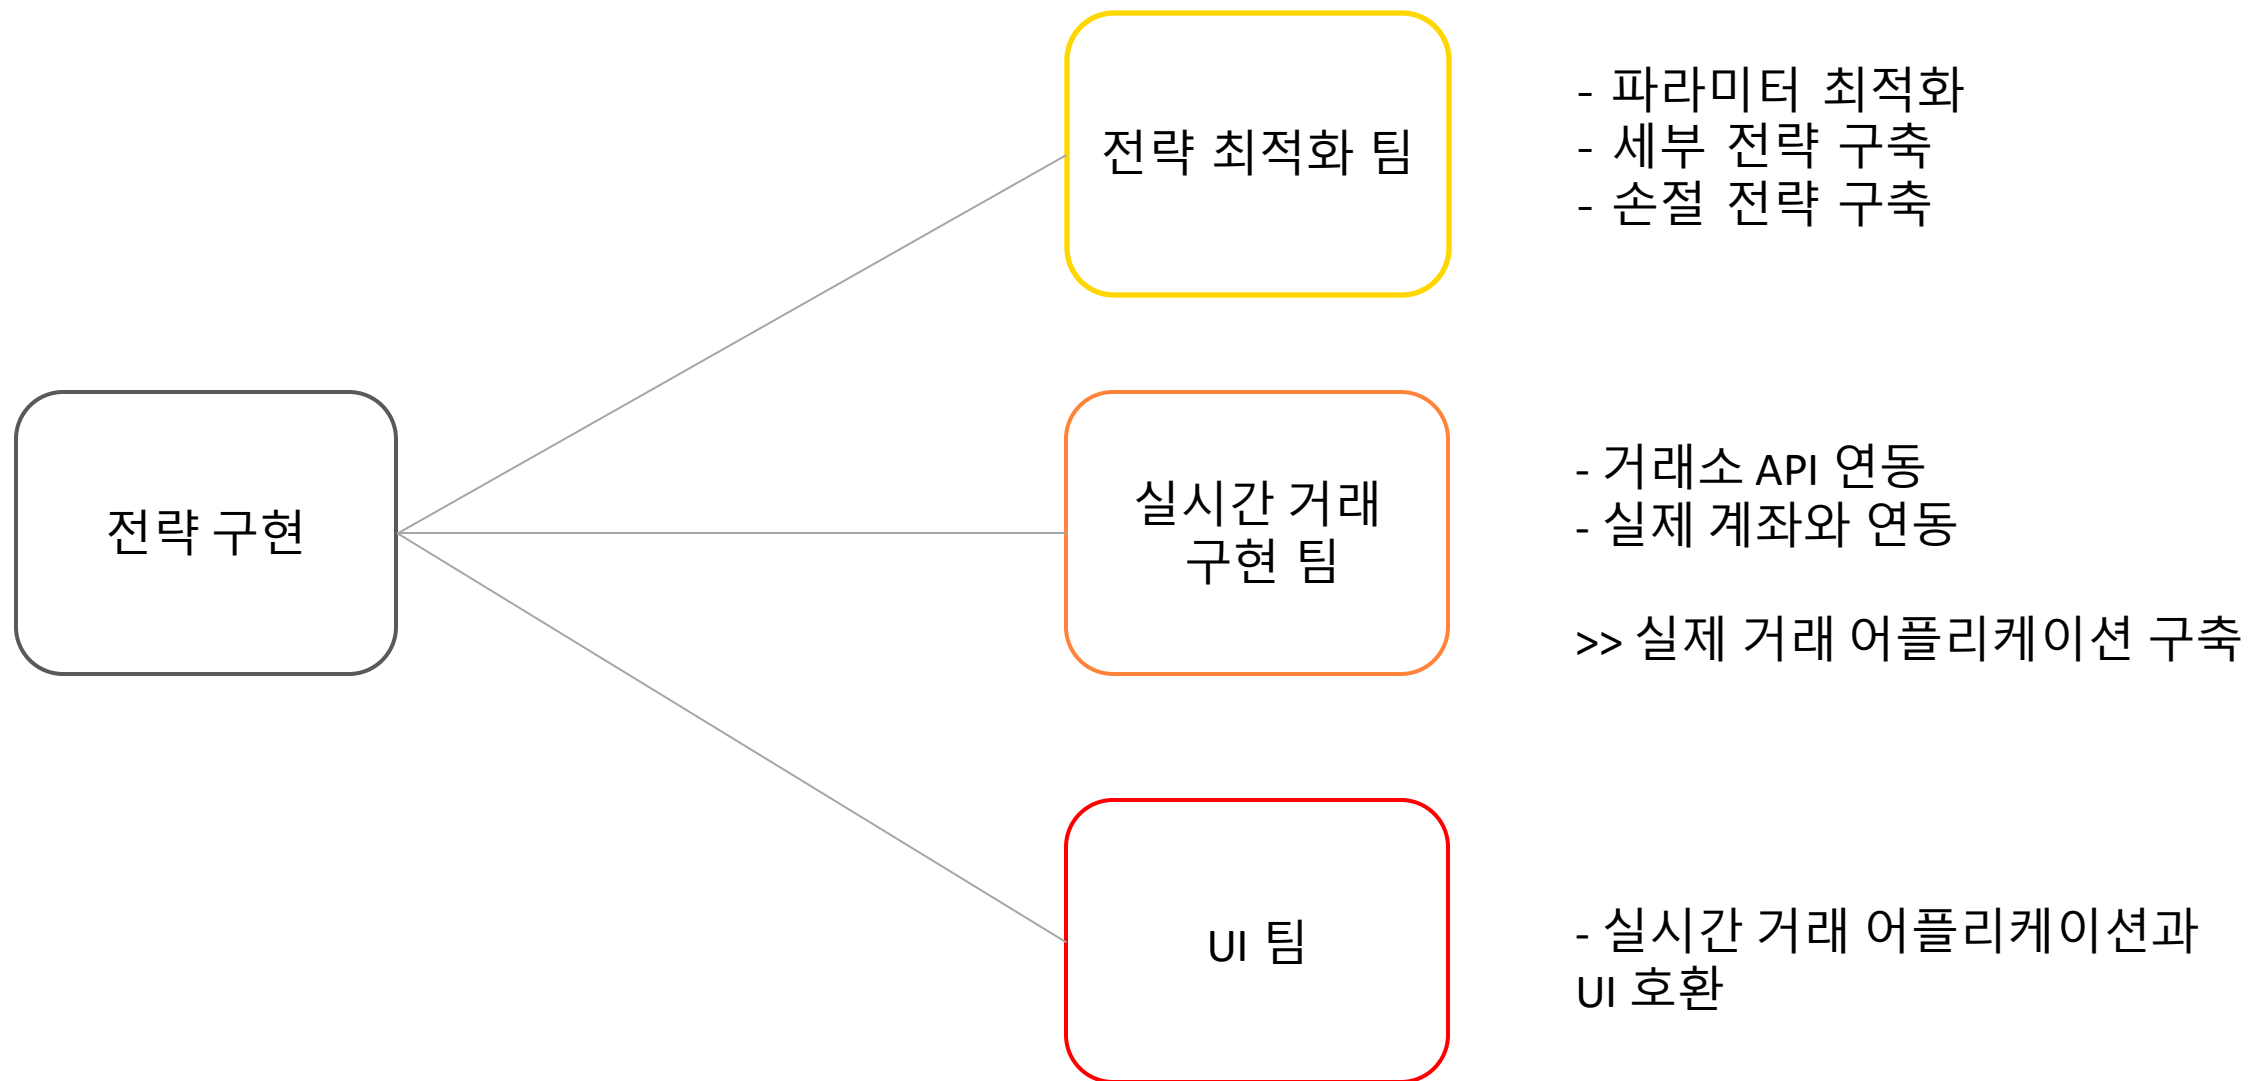 전략 구현
전략 최적화 팀
- 파라미터 최적화
- 세부 전략 구축
- 손절 전략 구축
실시간 거래
구현 팀
- 거래소 API 연동
- 실제 계좌와 연동
>> 실제 거래 어플리케이션 구축
UI 팀
- 실시간 거래 어플리케이션과
UI 호환